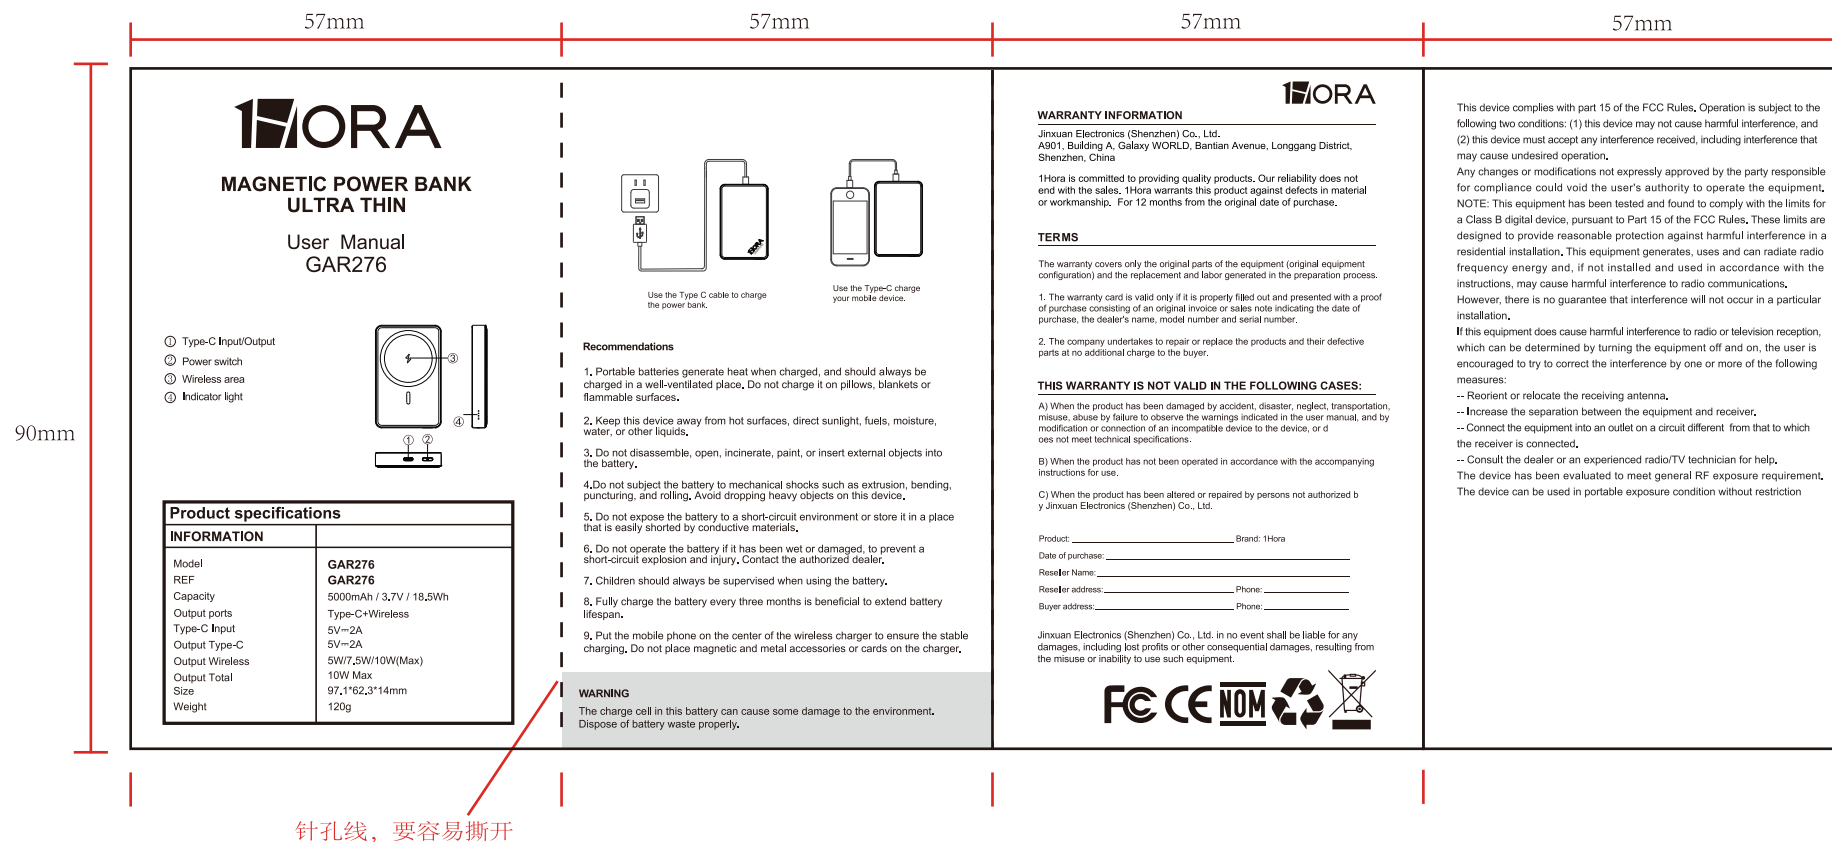 57mm
57mm
57mm
57mm
90mm
1HORA
MAGNETIC POWER BANK
ULTRA THIN
User Manual
GAR276
① Type-C Input/Output
② Power switch
③ Wireless area
④ Indicator light
③
④
① ②
Product specifications
INFORMATION
Model GAR276
REF GAR276
Capacity 5000mAh / 3.7V / 18.5Wh
Output ports Type-C+Wireless
Type-C Input 5V⎓2A
Output Type-C 5V⎓2A
Output Wireless 5W/7.5W/10W(Max)
Output Total 10W Max
Size 97.1*62.3*14mm
Weight 120g
针孔线，要容易撕开
1HORA
Use the Type C cable to charge
the power bank.
Use the Type-C charge
your mobile device.
Recommendations
1. Portable batteries generate heat when charged, and should always be
charged in a well-ventilated place. Do not charge it on pillows, blankets or
flammable surfaces.
2. Keep this device away from hot surfaces, direct sunlight, fuels, moisture,
water, or other liquids.
3. Do not disassemble, open, incinerate, paint, or insert external objects into
the battery.
4.Do not subject the battery to mechanical shocks such as extrusion, bending,
puncturing, and rolling. Avoid dropping heavy objects on this device.
5. Do not expose the battery to a short-circuit environment or store it in a place
that is easily shorted by conductive materials.
6. Do not operate the battery if it has been wet or damaged, to prevent a
short-circuit explosion and injury. Contact the authorized dealer.
7. Children should always be supervised when using the battery.
8. Fully charge the battery every three months is beneficial to extend battery
lifespan.
9. Put the mobile phone on the center of the wireless charger to ensure the stable
charging. Do not place magnetic and metal accessories or cards on the charger.
WARNING
The charge cell in this battery can cause some damage to the environment.
Dispose of battery waste properly.
1HORA
WARRANTY INFORMATION
Jinxuan Electronics (Shenzhen) Co., Ltd.
A901, Building A, Galaxy WORLD, Bantian Avenue, Longgang District,
Shenzhen, China
1Hora is committed to providing quality products. Our reliability does not
end with the sales. 1Hora warrants this product against defects in material
or workmanship. For 12 months from the original date of purchase.
TERMS
The warranty covers only the original parts of the equipment (original equipment
configuration) and the replacement and labor generated in the preparation process.
1. The warranty card is valid only if it is properly filled out and presented with a proof
of purchase consisting of an original invoice or sales note indicating the date of
purchase, the dealer's name, model number and serial number.
2. The company undertakes to repair or replace the products and their defective
parts at no additional charge to the buyer.
THIS WARRANTY IS NOT VALID IN THE FOLLOWING CASES:
A) When the product has been damaged by accident, disaster, neglect, transportation,
misuse, abuse by failure to observe the warnings indicated in the user manual, and by
modification or connection of an incompatible device to the device, or d
oes not meet technical specifications.
B) When the product has not been operated in accordance with the accompanying
instructions for use.
C) When the product has been altered or repaired by persons not authorized b
y Jinxuan Electronics (Shenzhen) Co., Ltd.
Product: Brand: 1Hora
Date of purchase:
Reseller Name:
Reseller address: Phone:
Buyer address: Phone:
Jinxuan Electronics (Shenzhen) Co., Ltd. in no event shall be liable for any
damages, including lost profits or other consequential damages, resulting from
the misuse or inability to use such equipment.
FC CE NOM
This device complies with part 15 of the FCC Rules. Operation is subject to the
following two conditions: (1) this device may not cause harmful interference, and
(2) this device must accept any interference received, including interference that
may cause undesired operation.
Any changes or modifications not expressly approved by the party responsible
for compliance could void the user's authority to operate the equipment.
NOTE: This equipment has been tested and found to comply with the limits for
a Class B digital device, pursuant to Part 15 of the FCC Rules. These limits are
designed to provide reasonable protection against harmful interference in a
residential installation. This equipment generates, uses and can radiate radio
frequency energy and, if not installed and used in accordance with the
instructions, may cause harmful interference to radio communications.
However, there is no guarantee that interference will not occur in a particular
installation.
If this equipment does cause harmful interference to radio or television reception,
which can be determined by turning the equipment off and on, the user is
encouraged to try to correct the interference by one or more of the following
measures:
-- Reorient or relocate the receiving antenna.
-- Increase the separation between the equipment and receiver.
-- Connect the equipment into an outlet on a circuit different from that to which
the receiver is connected.
-- Consult the dealer or an experienced radio/TV technician for help.
The device has been evaluated to meet general RF exposure requirement.
The device can be used in portable exposure condition without restriction